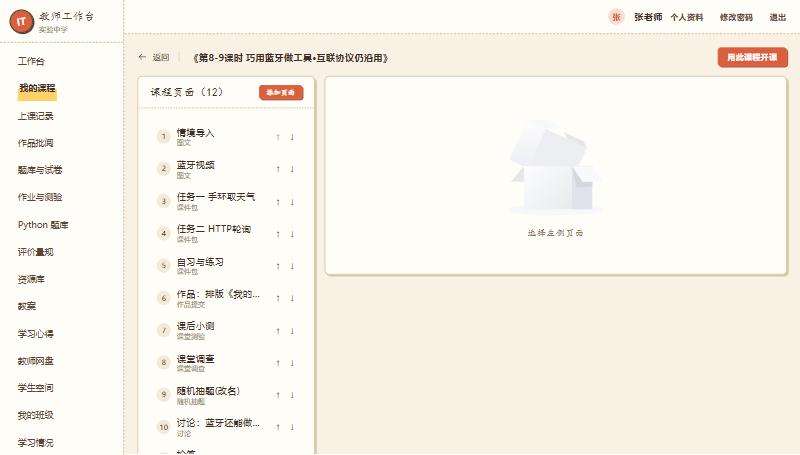 IT 教师工作台
实验中学
张 张老师 个人资料 修改密码 退出
工作台
我的课程
上课记录
作品批阅
题库与试卷
作业与测验
Python 题库
评价量规
资源库
教案
学习心得
教师网盘
学生空间
我的班级
学习情况
← 返回 《第8-9课时 巧用蓝牙做工具•互联协议仍沿用》 用此课程开课
课程页面（12） 添加页面
1 情境导入 ↑ ↓
图文
2 蓝牙视频 ↑ ↓
图文
3 任务一 手环取天气 ↑ ↓
课件包
4 任务二 HTTP轮询 ↑ ↓
课件包
5 自习与练习 ↑ ↓
课件包
6 作品：排版《我的... ↑ ↓
作品提交
7 课后小测 ↑ ↓
课堂测验
8 课堂调查 ↑ ↓
课堂调查
9 随机抽题(改名) ↑ ↓
随机抽题
10 讨论：蓝牙还能做... ↑ ↓
讨论
选择左侧页面